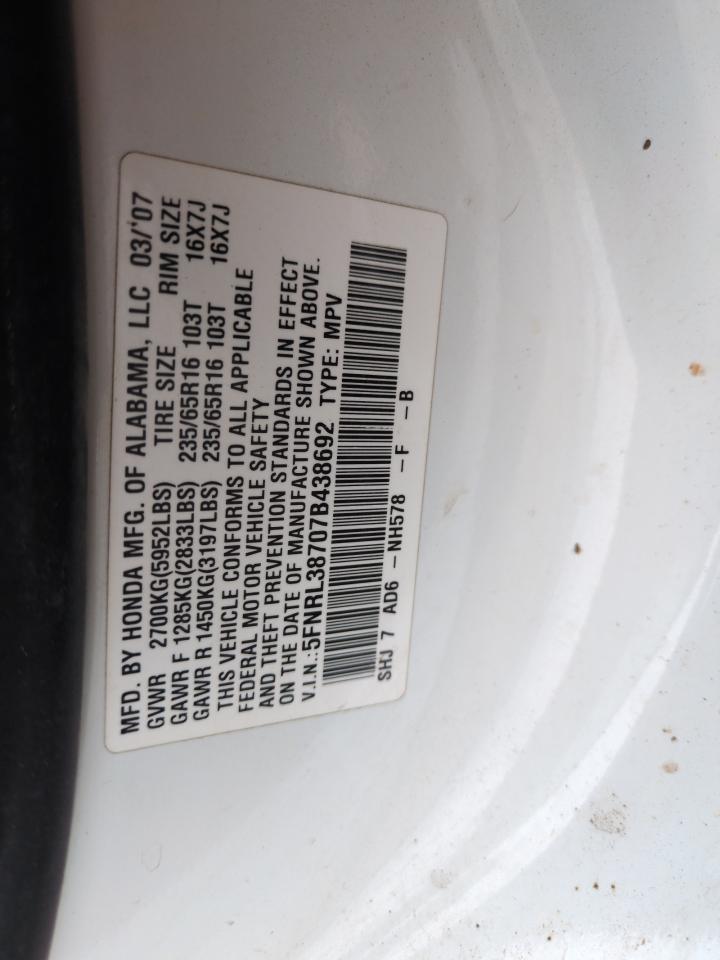 MFD. BY HONDA MFG. OF ALABAMA, LLC 03/'07
GVWR 2700KG(5952LBS) TIRE SIZE RIM SIZE
GAWR F 1285KG(2833LBS) 235/65R16 103T 16X7J
GAWR R 1450KG(3197LBS) 235/65R16 103T 16X7J
THIS VEHICLE CONFORMS TO ALL APPLICABLE
FEDERAL MOTOR VEHICLE SAFETY
AND THEFT PREVENTION STANDARDS IN EFFECT
ON THE DATE OF MANUFACTURE SHOWN ABOVE.
V.I.N.:5FNRL38707B438692 TYPE: MPV
SHJ 7 AD6 -NH578 -F -B